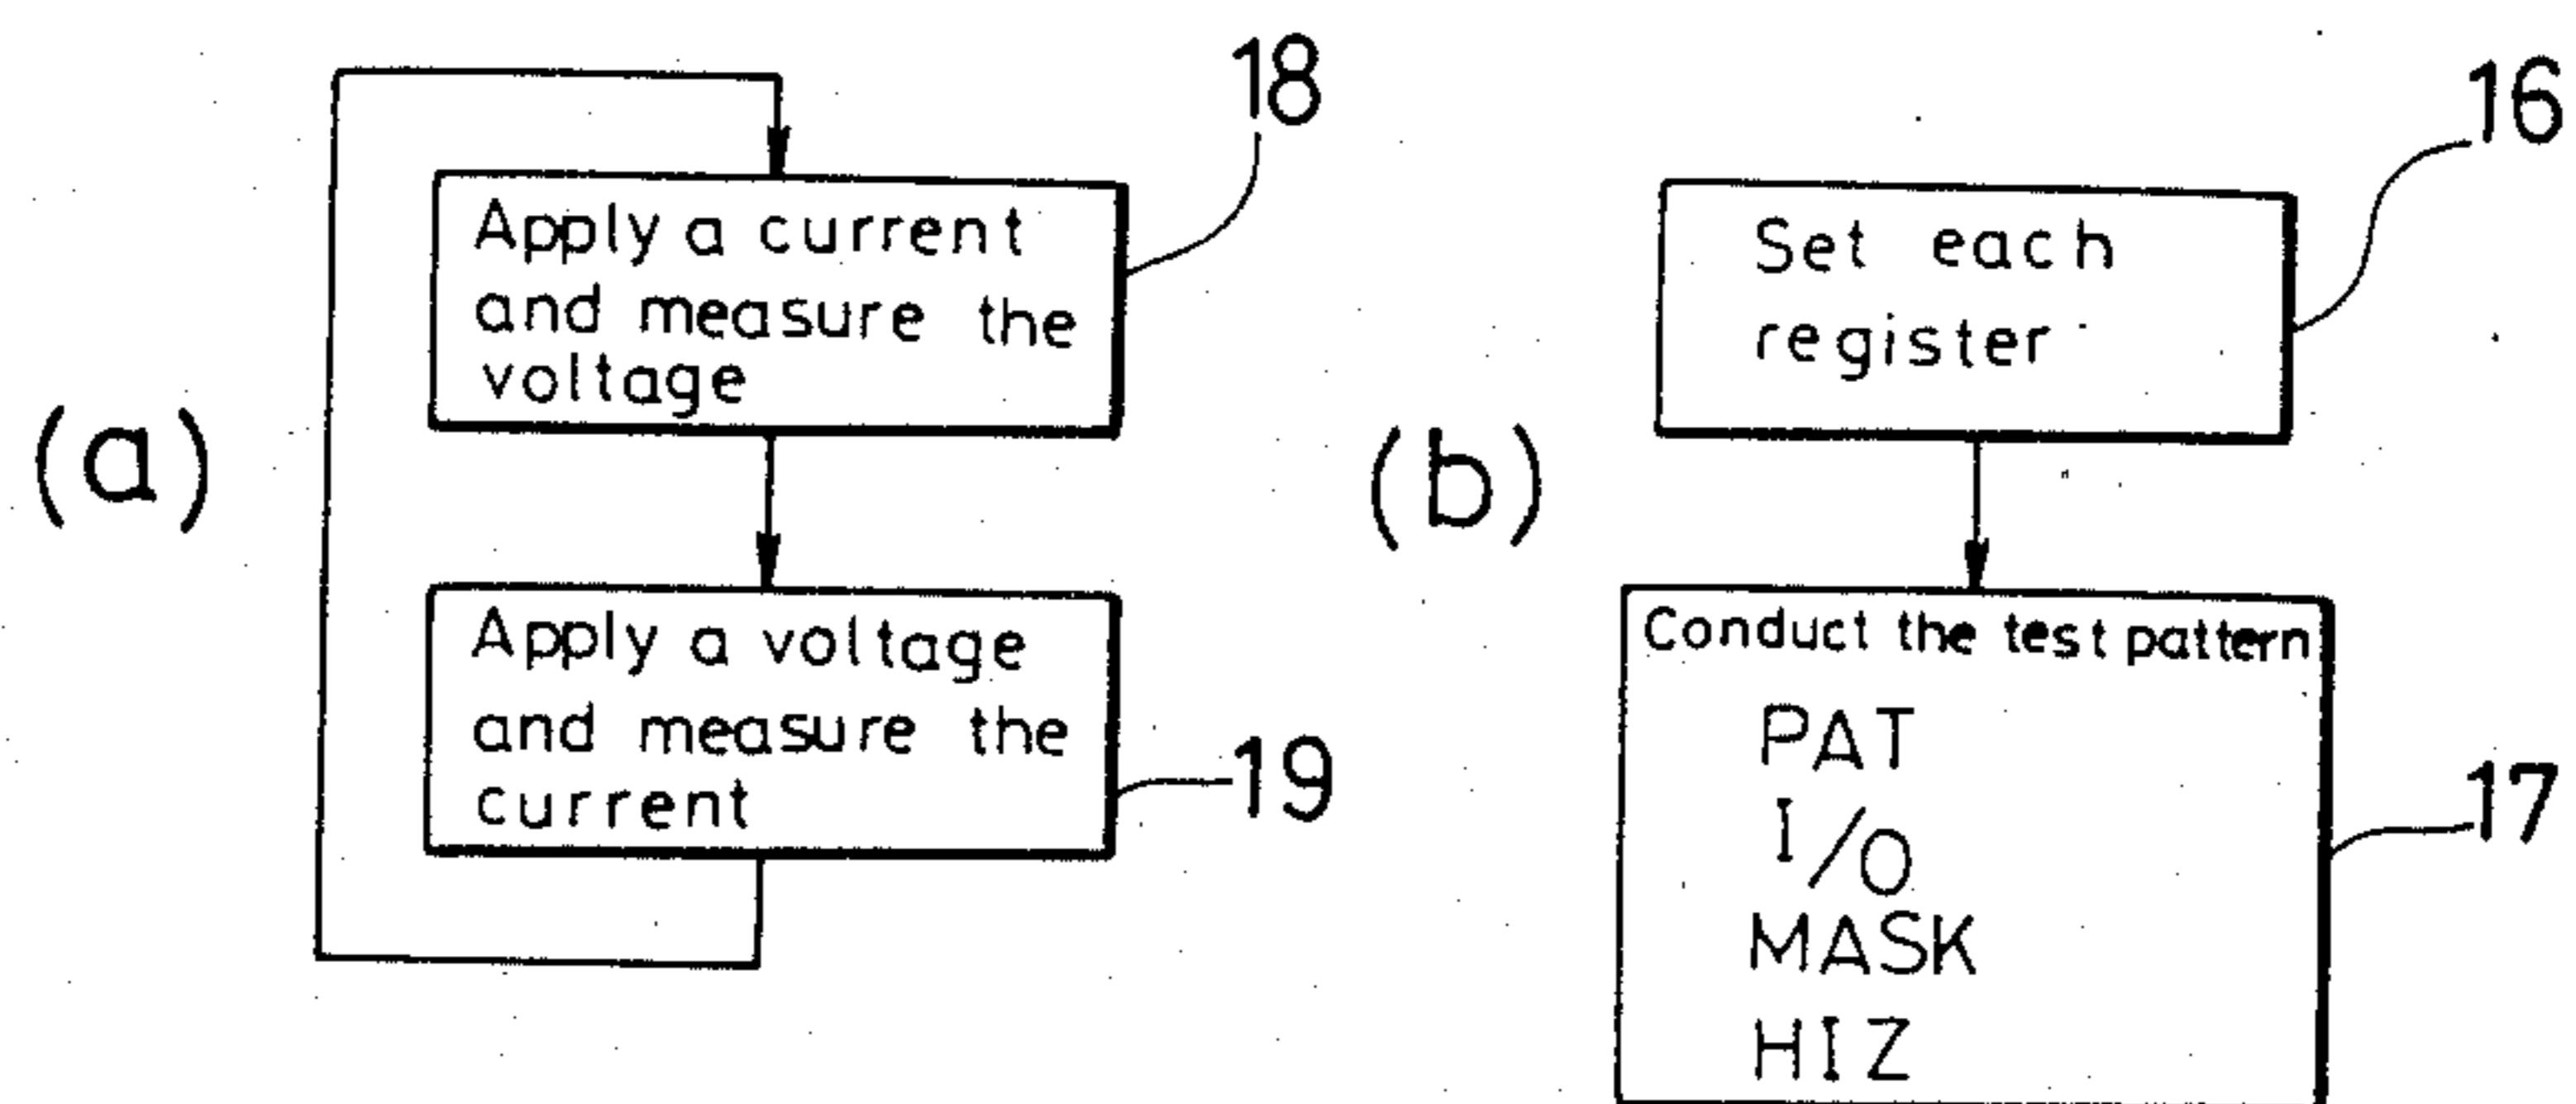 (a)
18
Apply a current
and measure the
voltage
Apply a voltage
and measure the
current
19
(b)
16
Set each
register
Conduct the test pattern
PAT
I/O
MASK
HIZ
17